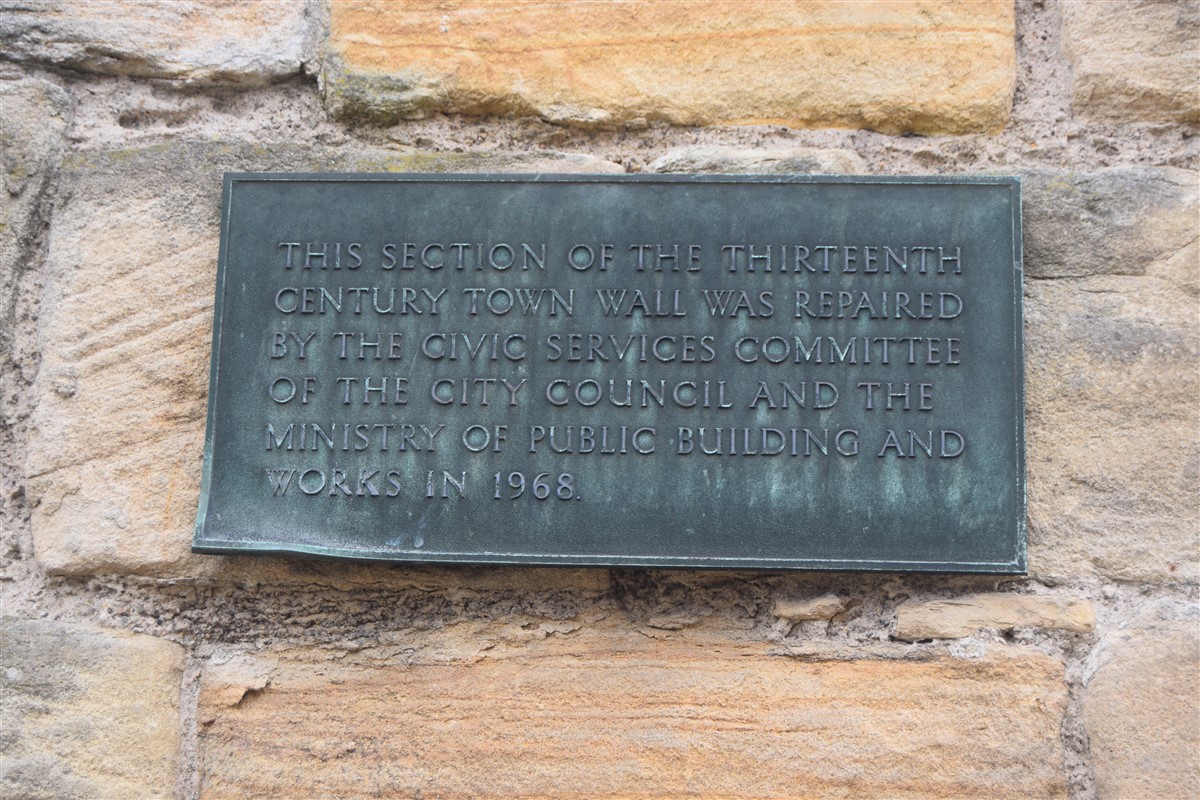 THIS SECTION OF THE THIRTEENTH
CENTURY TOWN WALL WAS REPAIRED
BY THE CIVIC SERVICES COMMITTEE
OF THE CITY COUNCIL AND THE
MINISTRY OF PUBLIC BUILDING AND
WORKS IN 1968.